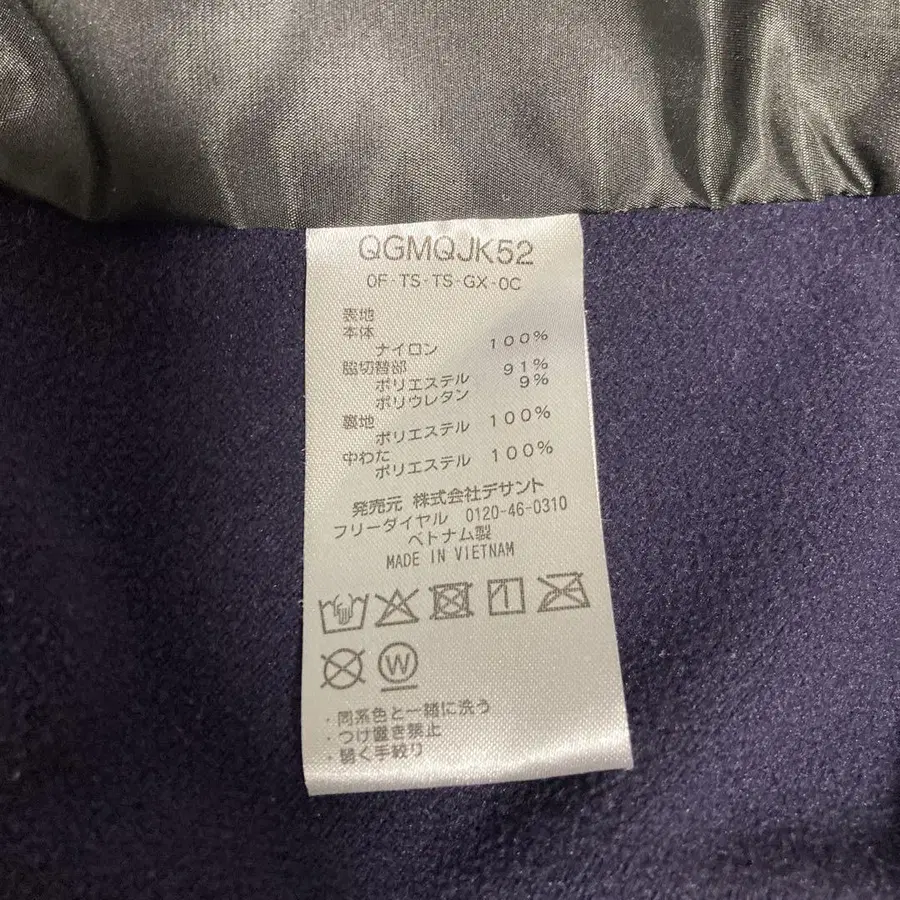 QGMQJK52
0F-TS-TS-GX-0C
表地
本体
ナイロン 100%
脇切替部
ポリエステル 91%
ポリウレタン 9%
裏地
ポリエステル 100%
中わた
ポリエステル 100%
発売元 株式会社デサント
フリーダイヤル 0120-46-0310
ベトナム製
MADE IN VIETNAM
W
・同系色と一緒に洗う
・つけ置き禁止
・弱く手絞り